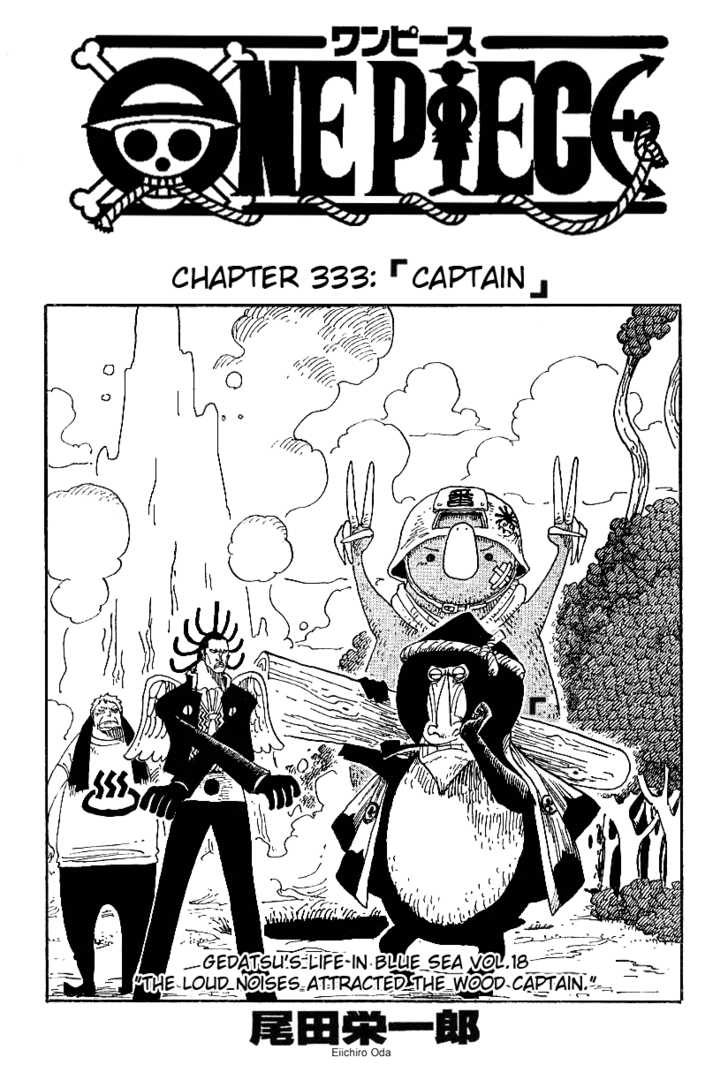 ワンピース
ONE PIECE
CHAPTER 333:「CAPTAIN」
番
GEDATSU'S LIFE IN BLUE SEA VOL.18
"THE LOUD NOISES ATTRACTED THE WOOD CAPTAIN."
尾田栄一郎
Eiichiro Oda